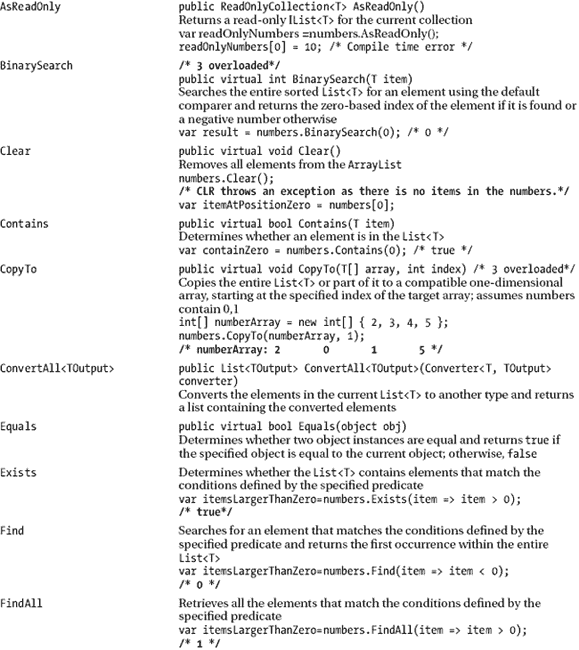 AsReadOnly public ReadOnlyCollection<T> AsReadOnly()
Returns a read-only IList<T> for the current collection
var readOnlyNumbers =numbers.AsReadOnly();
readOnlyNumbers[0] = 10; /* Compile time error */
BinarySearch /* 3 overloaded*/
public virtual int BinarySearch(T item)
Searches the entire sorted List<T> for an element using the default
comparer and returns the zero-based index of the element if it is found or
a negative number otherwise
var result = numbers.BinarySearch(0); /* 0 */
Clear public virtual void Clear()
Removes all elements from the ArrayList
numbers.Clear();
/* CLR throws an exception as there is no items in the numbers.*/
var itemAtPositionZero = numbers[0];
Contains public virtual bool Contains(T item)
Determines whether an element is in the List<T>
var containZero = numbers.Contains(0); /* true */
CopyTo public virtual void CopyTo(T[] array, int index) /* 3 overloaded*/
Copies the entire List<T> or part of it to a compatible one-dimensional
array, starting at the specified index of the target array; assumes numbers
contain 0,1
int[] numberArray = new int[] { 2, 3, 4, 5 };
numbers.CopyTo(numberArray, 1);
/* numberArray: 2 0 1 5 */
ConvertAll<TOutput> public List<TOutput> ConvertAll<TOutput>(Converter<T, TOutput>
converter)
Converts the elements in the current List<T> to another type and returns
a list containing the converted elements
Equals public virtual bool Equals(object obj)
Determines whether two object instances are equal and returns true if
the specified object is equal to the current object; otherwise, false
Exists Determines whether the List<T> contains elements that match the
conditions defined by the specified predicate
var itemsLargerThanZero=numbers.Exists(item => item > 0);
/* true*/
Find Searches for an element that matches the conditions defined by the
specified predicate and returns the first occurrence within the entire
List<T>
var itemsLargerThanZero=numbers.Find(item => item < 0);
/* 0 */
FindAll Retrieves all the elements that match the conditions defined by the
specified predicate
var itemsLargerThanZero=numbers.FindAll(item => item > 0);
/* 1 */